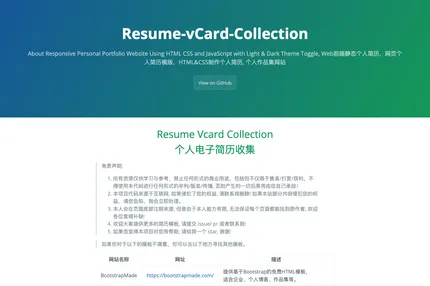 Resume-vCard-Collection
About Responsive Personal Portfolio Website Using HTML CSS and JavaScript with Light & Dark Theme Toggle, Web前端静态个人简历，网页个
人简历模版，HTML&CSS制作个人简历, 个人作品集网站
View on GitHub
Resume Vcard Collection
个人电子简历收集
免责声明:
1. 所有资源仅供学习与参考，禁止任何形式的商业用途，包括但不限于售卖/打赏/获利，不
得使用本代码进行任何形式的牟利/贩卖/传播, 否则产生的一切后果将由您自己承担!
2. 本项目代码来源于互联网, 如果侵犯了您的权益, 请联系我删除! 如果本站部分内容侵犯您的权
益，请您告知，我会立即处理。
3. 本人会在页面底部注明来源, 但是由于本人能力有限, 无法保证每个页面都能找到原作者, 欢迎
各位看官补缺!
4. 欢迎大家提供更多的简历模板, 请提交 issue/ pr 或者联系我!
5. 如果您觉得本项目对您有帮助, 请给我一个 star, 谢谢!
如果你对于以下的模板不满意，你可以去以下地方寻找其他模板。
网站名称 网址 描述
BootstrapMade https://bootstrapmade.com/ 提供基于Bootstrap的免费HTML模板，
适合企业、个人博客、作品集等。